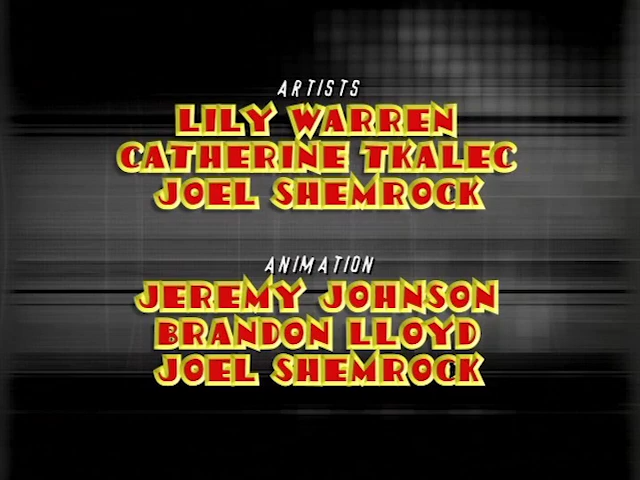 ARTISTS
LILY WARREN
CATHERINE TKALEC
JOEL SHEMROCK
ANIMATION
JEREMY JOHNSON
BRANDON LLOYD
JOEL SHEMROCK